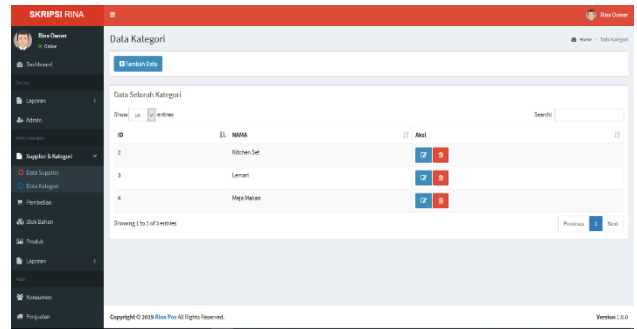 SKRIPSI RINA
Rina Owner
Rina Owner
Online
Data Kategori
Home
Data Kategori
Dashboard
Tambah Data
Owner
Laporan
Admin
Administrator
Supplier & Kategori
Data Supplier
Data Kategori
Pembelian
Stok Bahan
Produk
Laporan
Kasir
Konsumen
Penjualan
Data Seluruh Kategori
Show 10 entries
Search:
ID NAMA Aksi
2 Kitchen Set
3 Lemari
4 Meja Makan
Showing 1 to 3 of 3 entries
Previous 1 Next
Copyright © 2019 Rina Pos All Rights Reserved.
Version 1.0.0